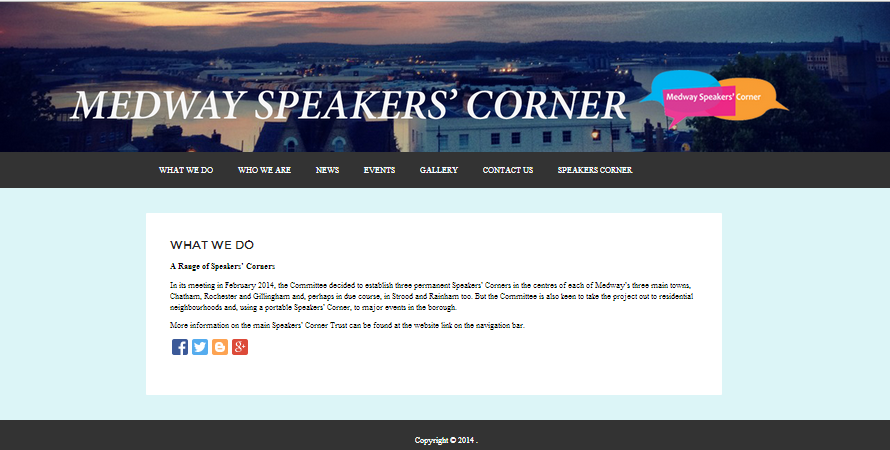 MEDWAY SPEAKERS' CORNER
Medway Speakers' Corner
WHAT WE DO WHO WE ARE NEWS EVENTS GALLERY CONTACT US SPEAKERS CORNER
WHAT WE DO
A Range of Speakers' Corners
In its meeting in February 2014, the Committee decided to establish three permanent Speakers' Corners in the centres of each of Medway's three main towns,
Chatham, Rochester and Gillingham and, perhaps in due course, in Strood and Rainham too. But the Committee is also keen to take the project out to residential
neighbourhoods and, using a portable Speakers' Corner, to major events in the borough.
More information on the main Speakers' Corner Trust can be found at the website link on the navigation bar.
Copyright © 2014 .